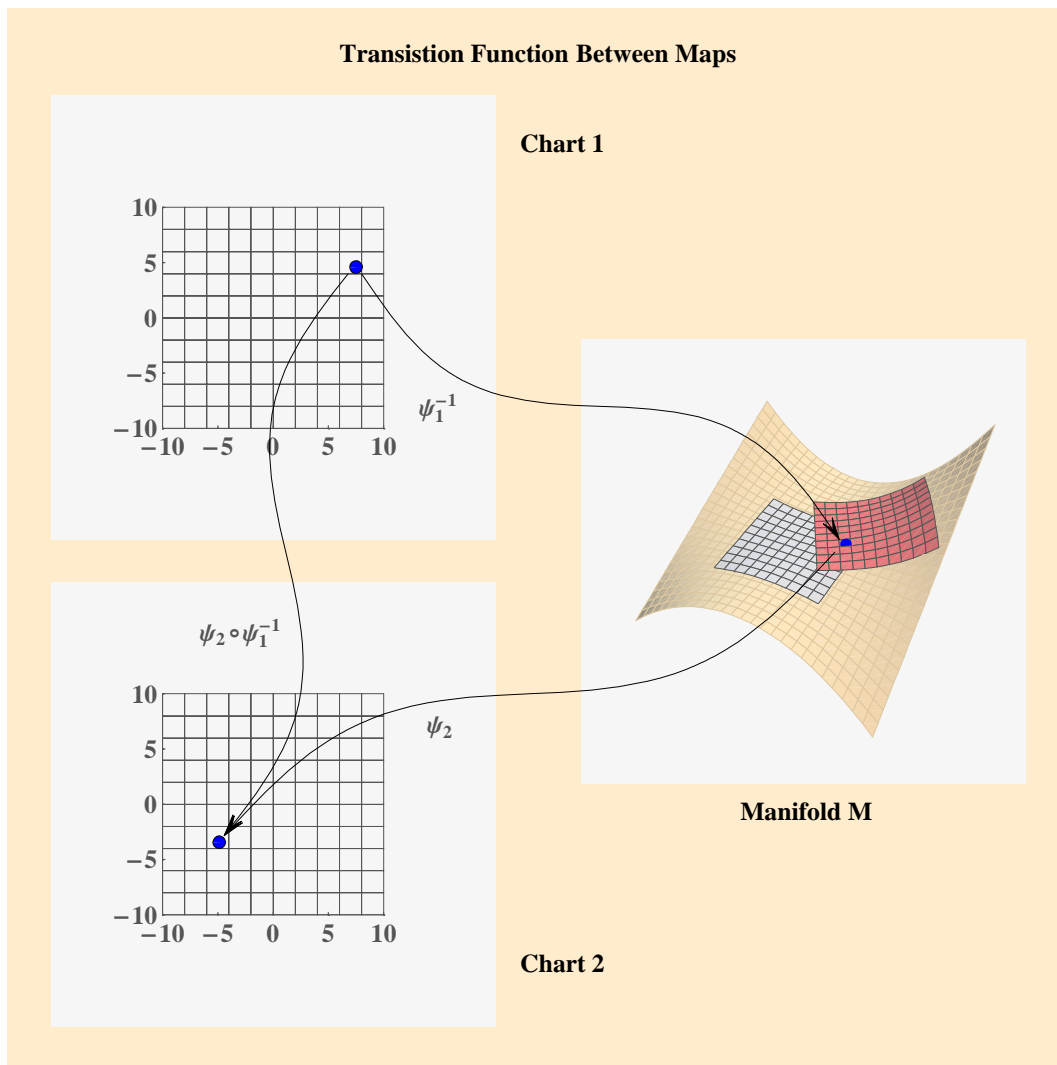 Transistion Function Between Maps
Chart 1
10
5
0
−5
−10
−10 −5 0 5 10
ψ₁⁻¹
ψ₂∘ψ₁⁻¹
10
5
0
−5
−10
−10 −5 0 5 10
ψ₂
Manifold M
Chart 2